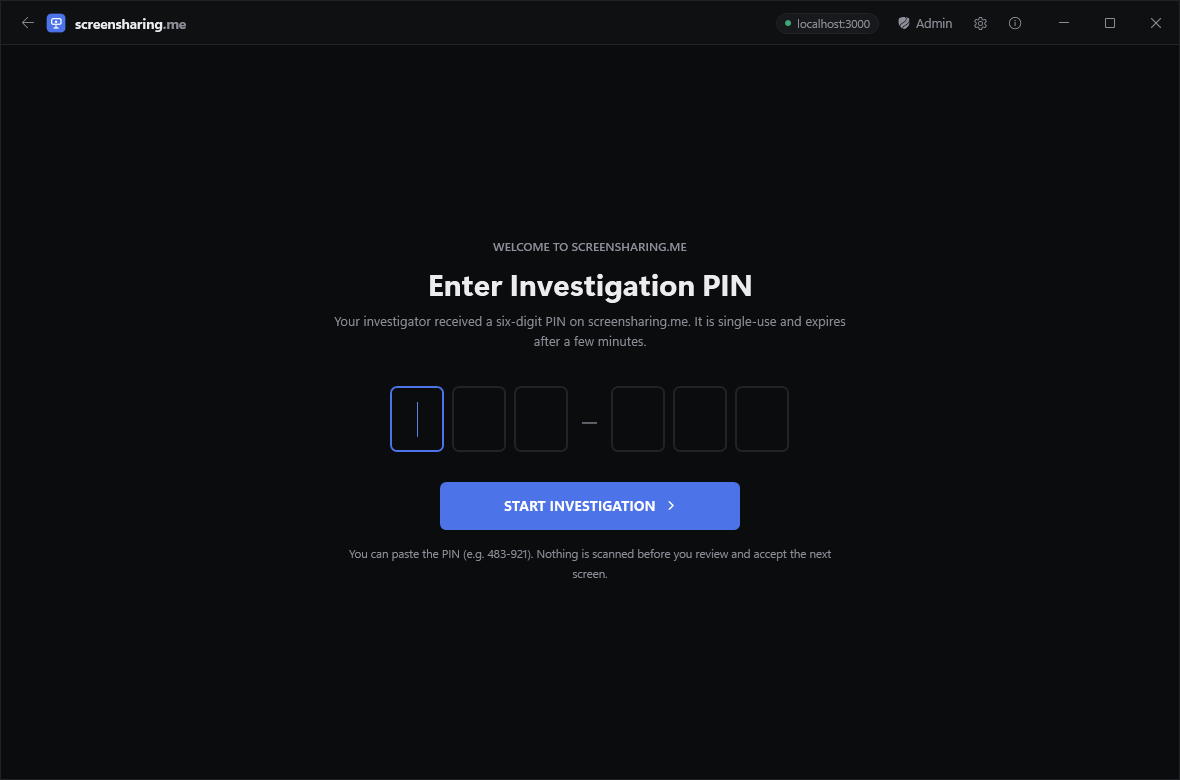 screensharing.me
localhost:3000
Admin
WELCOME TO SCREENSHARING.ME
Enter Investigation PIN
Your investigator received a six-digit PIN on screensharing.me. It is single-use and expires
after a few minutes.
—
START INVESTIGATION
You can paste the PIN (e.g. 483-921). Nothing is scanned before you review and accept the next
screen.